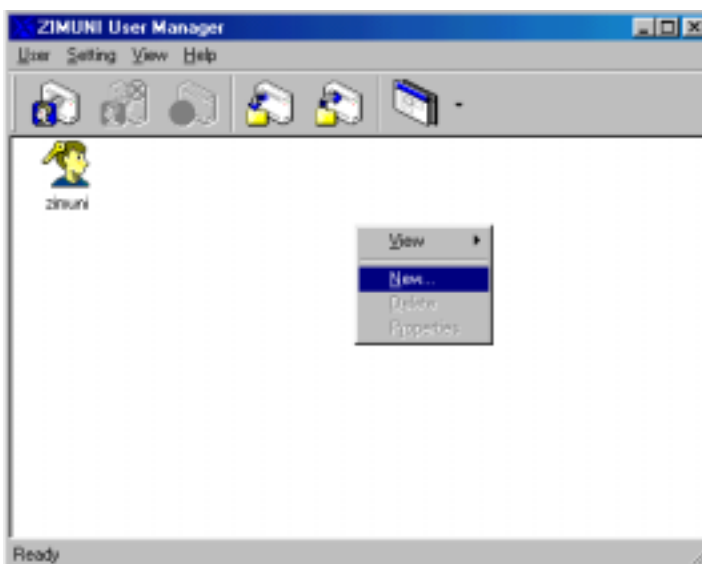 ZIMUNI User Manager
User Setting View Help
zimuni
View
New...
Delete
Properties
Ready